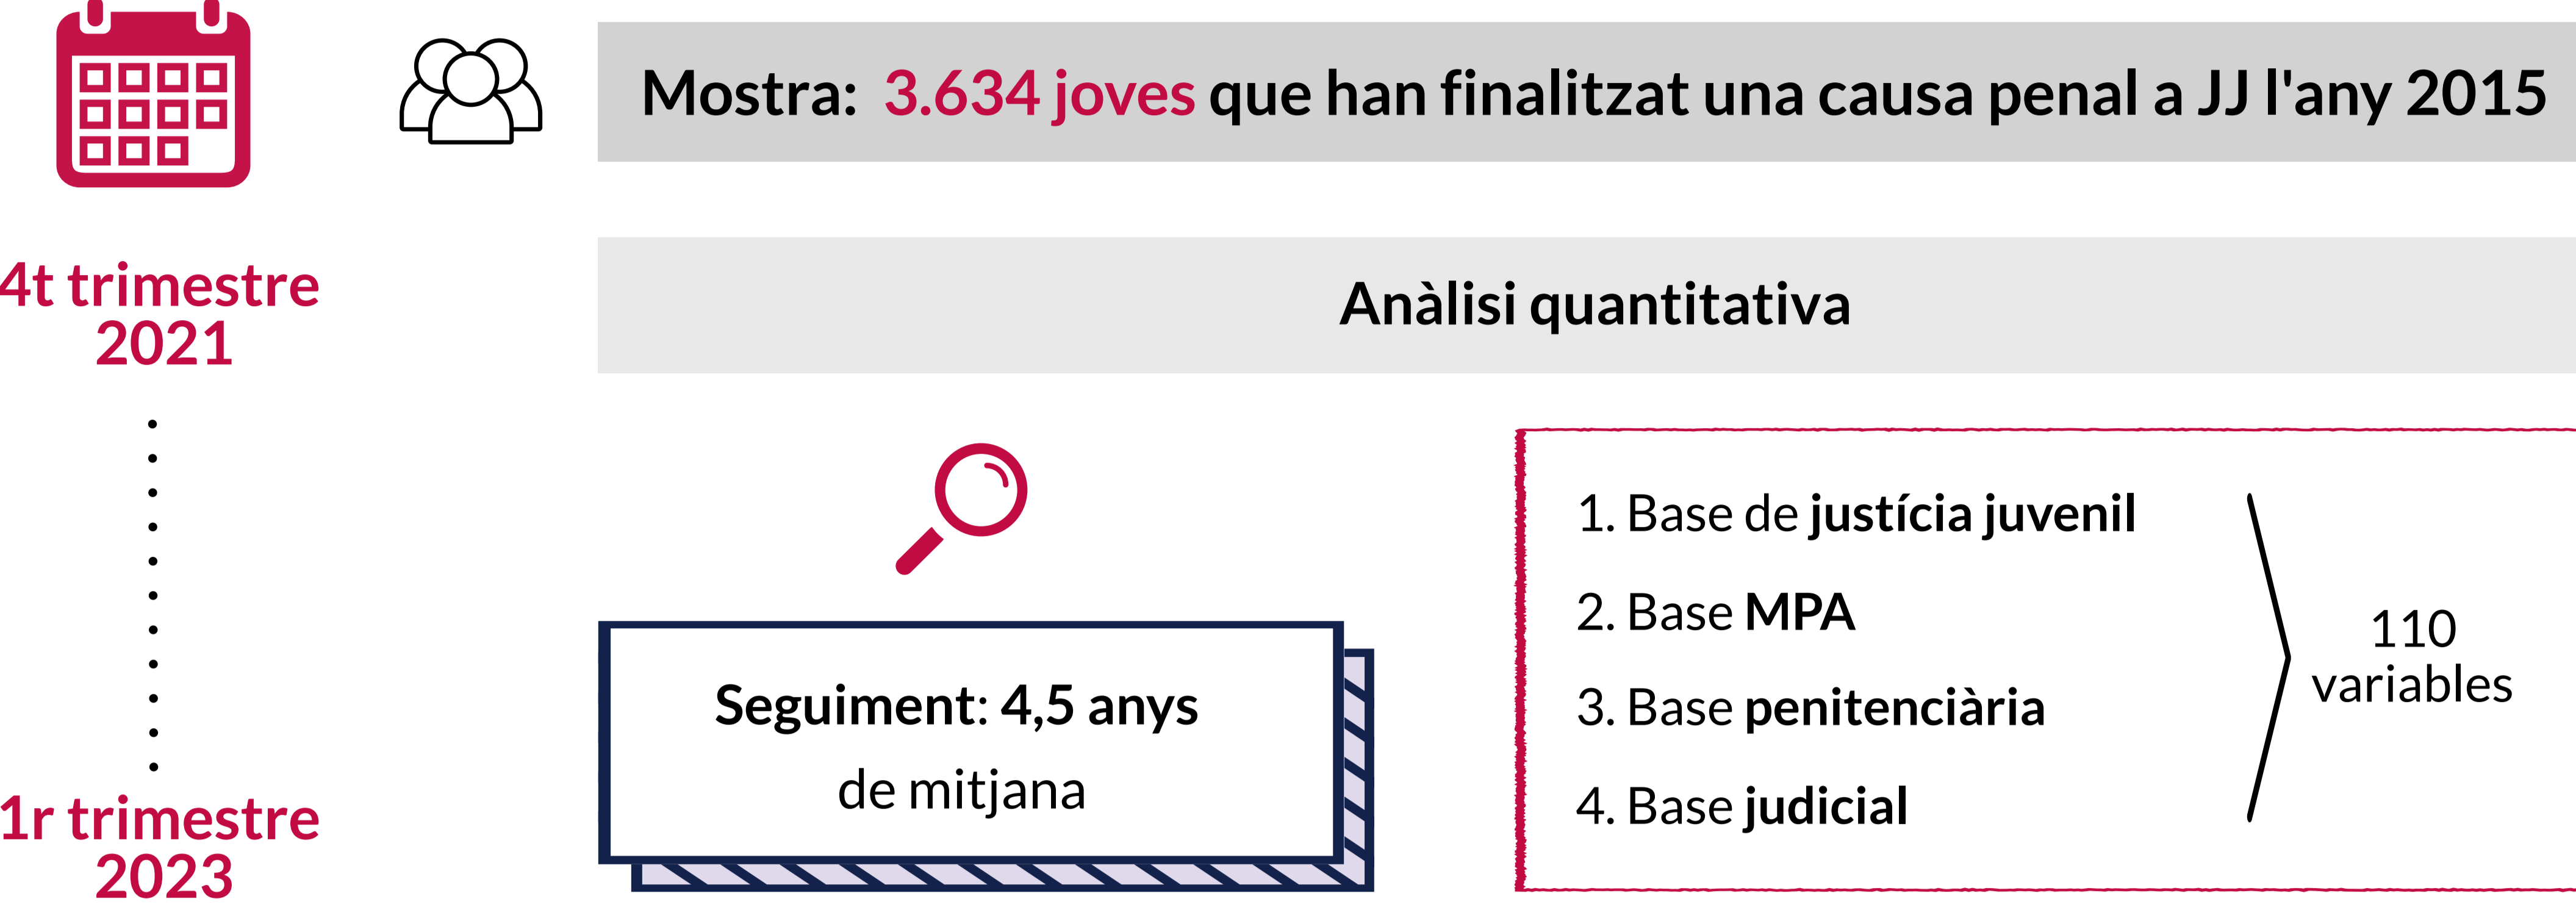 Mostra: 3.634 joves que han finalitzat una causa penal a JJ l'any 2015
4t trimestre
2021
Anàlisi quantitativa
Seguiment: 4,5 anys
de mitjana
1. Base de justícia juvenil
2. Base MPA
3. Base penitenciària
4. Base judicial
110
variables
1r trimestre
2023